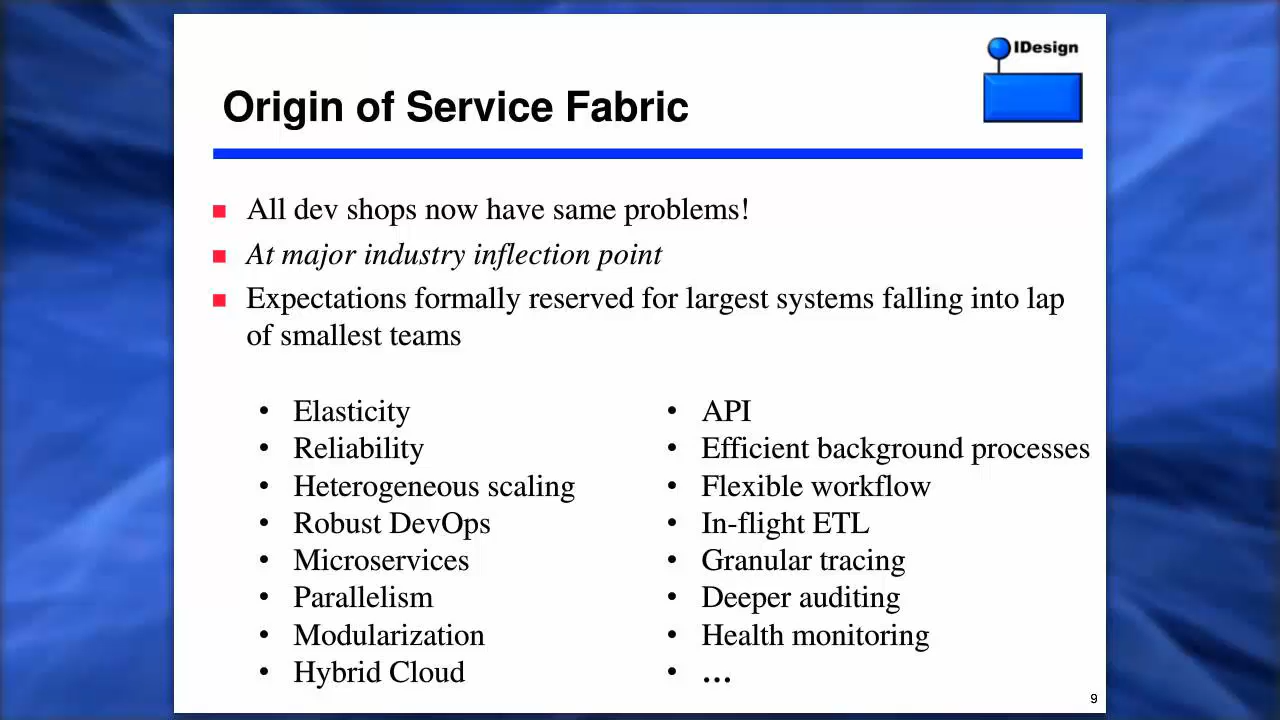 IDesign
Origin of Service Fabric
All dev shops now have same problems!
At major industry inflection point
Expectations formally reserved for largest systems falling into lap
of smallest teams
• Elasticity
• Reliability
• Heterogeneous scaling
• Robust DevOps
• Microservices
• Parallelism
• Modularization
• Hybrid Cloud
• API
• Efficient background processes
• Flexible workflow
• In-flight ETL
• Granular tracing
• Deeper auditing
• Health monitoring
• ...
9